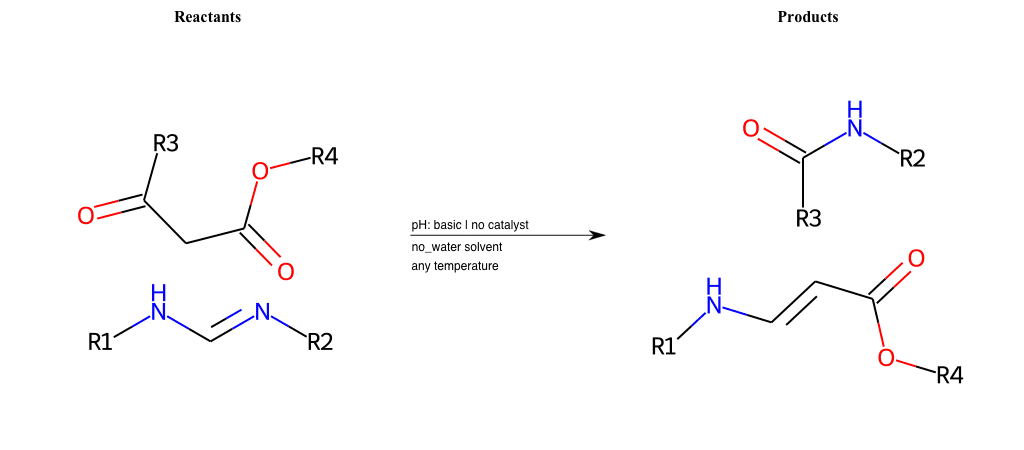 Reactants
Products
R3
O
R4
O
O
H
N
N
R1
R2
pH: basic | no catalyst
no_water solvent
any temperature
H
O
N
R2
R3
O
H
N
R1
O
R4